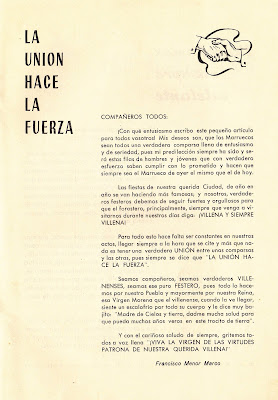 LA
UNION
HACE
LA
FUERZA
COMPAÑEROS TODOS:
¡Con qué entusiasmo escribo este pequeño artículo
para todos vosotros! Mis deseos son, que los Marruecos
sean todos una verdadera comparsa llena de entusiasmo
y de seriedad, pues mi predilección siempre ha sido y se-
rá estas filas de hombres y jóvenes que con verdadero
esfuerzo saben cumplir con lo prometido y hacen que
siempre sea el Marrueco de ayer el mismo que el de hoy.
Las fiestas de nuestra querida Ciudad, de año en
año se van haciendo más famosas, y nosotros, verdade-
ros festeros debemos de seguir fuertes y orgullosos para
que el forastero, principalmente, siempre que venga a vi-
sitarnos durante nuestros días diga: ¡VILLENA Y SIEMPRE
VILLENA!
Para todo esto hace falta ser constantes en nuestros
actos, llegar siempre a la hora que se cite y más que na-
da es tener una verdadera UNION entre unas comparsas
y las otras, pues siempre se dice que "LA UNIÓN HA-
CE LA FUERZA".
Seamos compañeros, seamos verdaderos VILLE-
NENSES, seamos ese puro FESTERO, pues todo lo hace-
mos por nuestro Pueblo y mayormente por nuestra Reina,
esa Virgen Morena que el villenense, cuando la ve llegar,
siente un escalofrío por todo su cuerpo y la dice muy ba-
jito: "Madre de Cielos y tierra, dadme mucha salud para
que pueda muchos años veros en este trocito de tierra".
Y con el cariñoso saludo de siempre, gritemos to-
dos a voz llena: ¡VIVA LA VIRGEN DE LAS VIRTUDES
PATRONA DE NUESTRA QUERIDA VILLENA!
Francisco Menor Marco